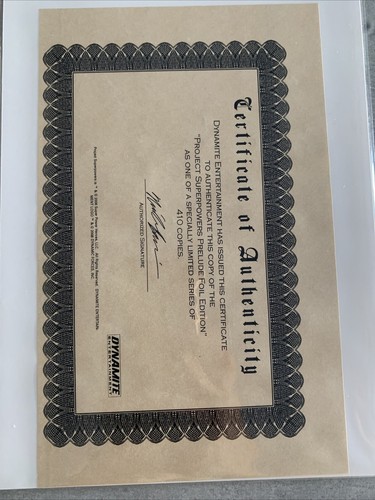 Certificate of Authenticity
DYNAMITE ENTERTAINMENT HAS ISSUED THIS CERTIFICATE
TO AUTHENTICATE THIS COPY OF THE
"PROJECT SUPERPOWERS PRELUDE FOIL EDITION"
AS ONE OF A SPECIALLY LIMITED SERIES OF
410 COPIES.
AUTHORIZED SIGNATURE
DYNAMITE
ENTERTAINMENT